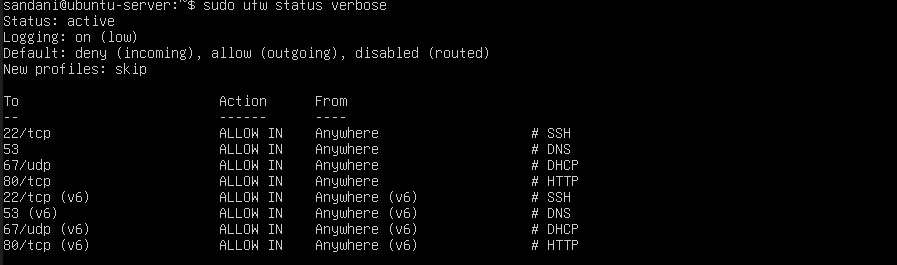 sandani@ubuntu-server:~$ sudo ufw status verbose
Status: active
Logging: on (low)
Default: deny (incoming), allow (outgoing), disabled (routed)
New profiles: skip
To Action From
-- ------ ----
22/tcp ALLOW IN Anywhere # SSH
53 ALLOW IN Anywhere # DNS
67/udp ALLOW IN Anywhere # DHCP
80/tcp ALLOW IN Anywhere # HTTP
22/tcp (v6) ALLOW IN Anywhere (v6) # SSH
53 (v6) ALLOW IN Anywhere (v6) # DNS
67/udp (v6) ALLOW IN Anywhere (v6) # DHCP
80/tcp (v6) ALLOW IN Anywhere (v6) # HTTP